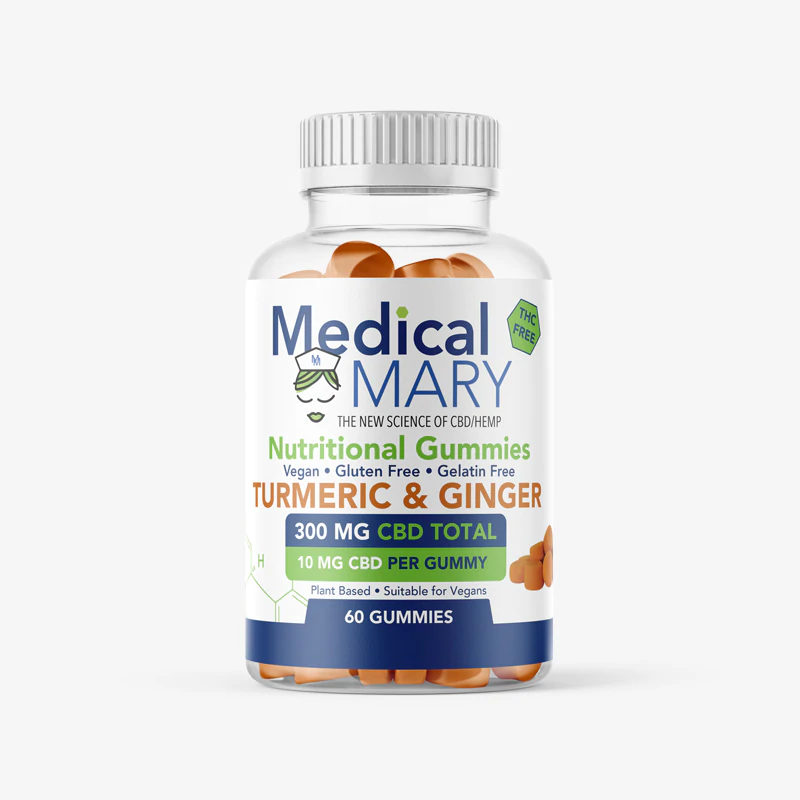 Medical
THC
FREE
M
MARY
THE NEW SCIENCE OF CBD/HEMP
Nutritional Gummies
Vegan • Gluten Free • Gelatin Free
TURMERIC & GINGER
300 MG CBD TOTAL
10 MG CBD PER GUMMY
H
Plant Based • Suitable for Vegans
60 GUMMIES